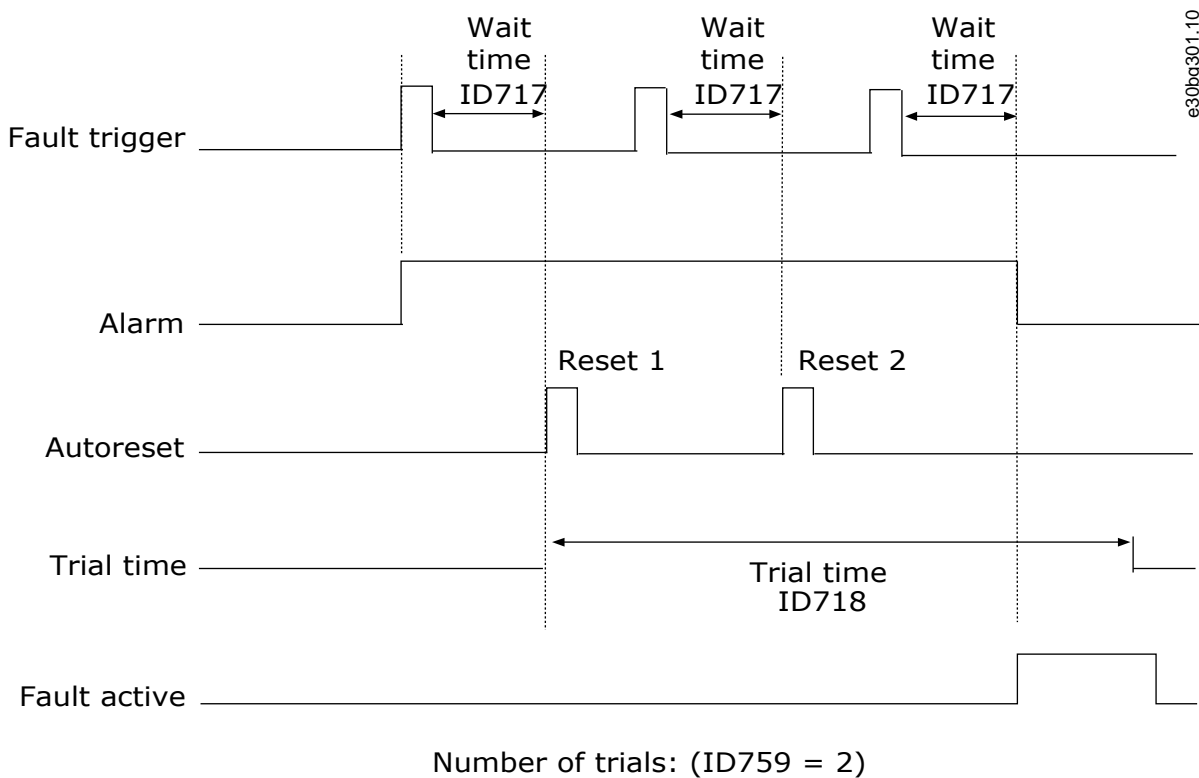 Wait
time
ID717
Wait
time
ID717
Wait
time
ID717
e30bg301.10
Fault trigger
Alarm
Reset 1
Reset 2
Autoreset
Trial time
Trial time
ID718
Fault active
Number of trials: (ID759 = 2)